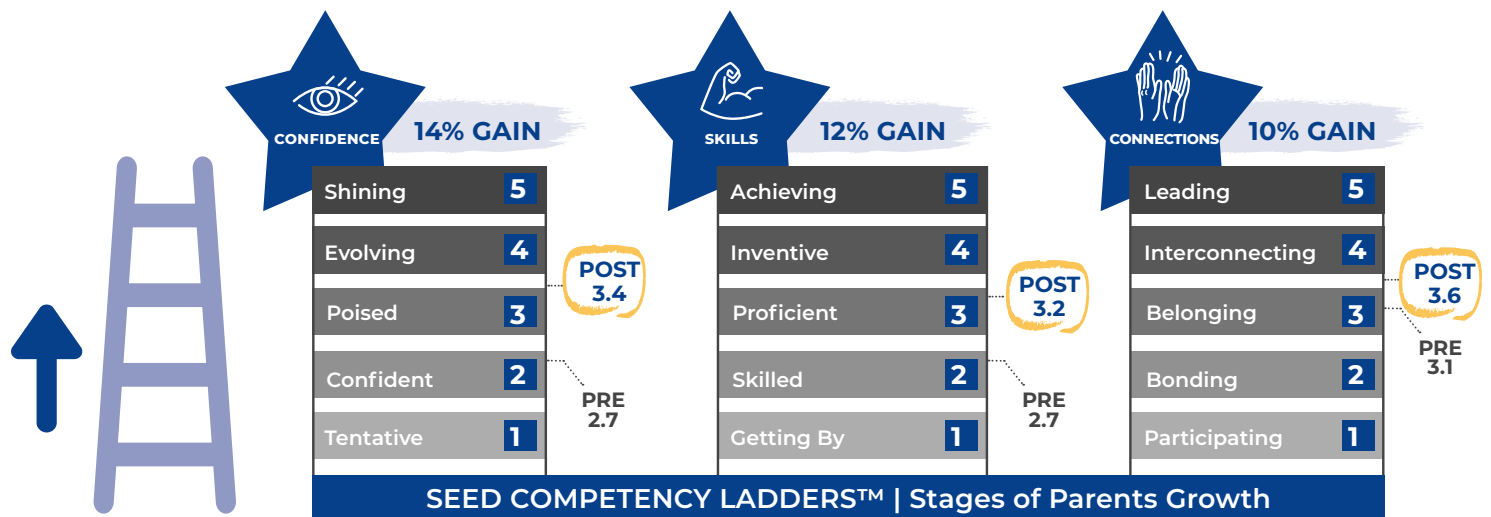 CONFIDENCE
14% GAIN
Shining 5
Evolving 4
Poised 3
Confident 2
Tentative 1
POST
3.4
PRE
2.7
SKILLS
12% GAIN
Achieving 5
Inventive 4
Proficient 3
Skilled 2
Getting By 1
POST
3.2
PRE
2.7
CONNECTIONS
10% GAIN
Leading 5
Interconnecting 4
Belonging 3
Bonding 2
Participating 1
POST
3.6
PRE
3.1
SEED COMPETENCY LADDERS™ | Stages of Parents Growth